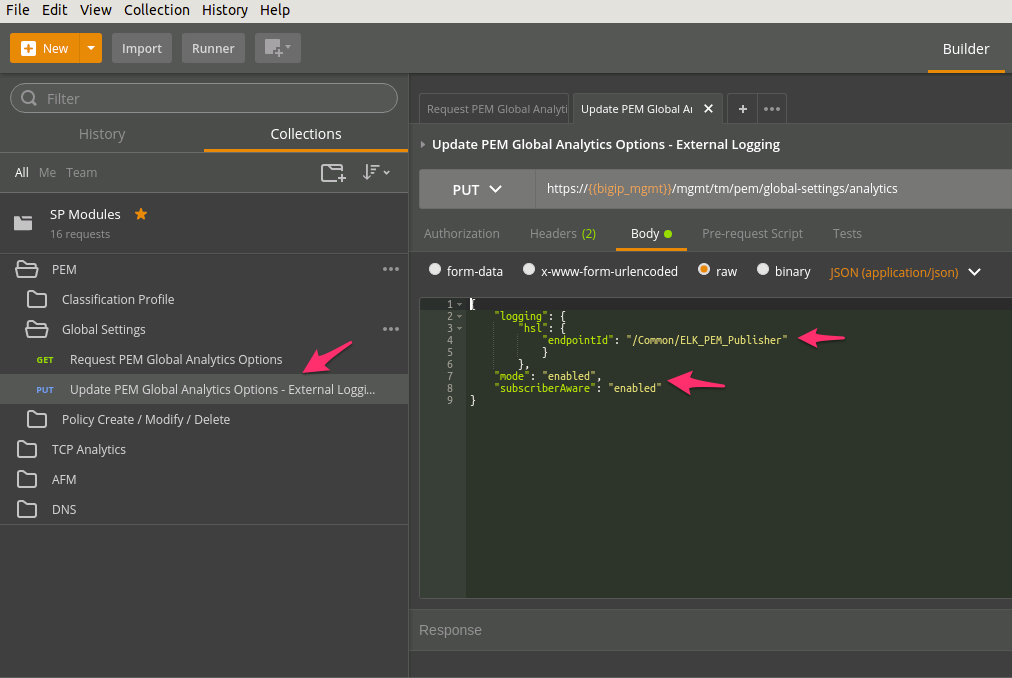 File Edit View Collection History Help
New Import Runner Builder
Filter
History Collections
All Me Team
SP Modules
16 requests
PEM
Classification Profile
Global Settings
GET Request PEM Global Analytics Options
PUT Update PEM Global Analytics Options - External Loggi...
Policy Create / Modify / Delete
TCP Analytics
AFM
DNS
Request PEM Global Analyti Update PEM Global A
Update PEM Global Analytics Options - External Logging
PUT https://{{bigip_mgmt}}/mgmt/tm/pem/global-settings/analytics
Authorization Headers (2) Body Pre-request Script Tests
form-data x-www-form-urlencoded raw binary JSON (application/json)
1 {
2 "logging": {
3 "hsl": {
4 "endpointId": "/Common/ELK_PEM_Publisher"
5 }
6 },
7 "mode": "enabled",
8 "subscriberAware": "enabled"
9 }
Response